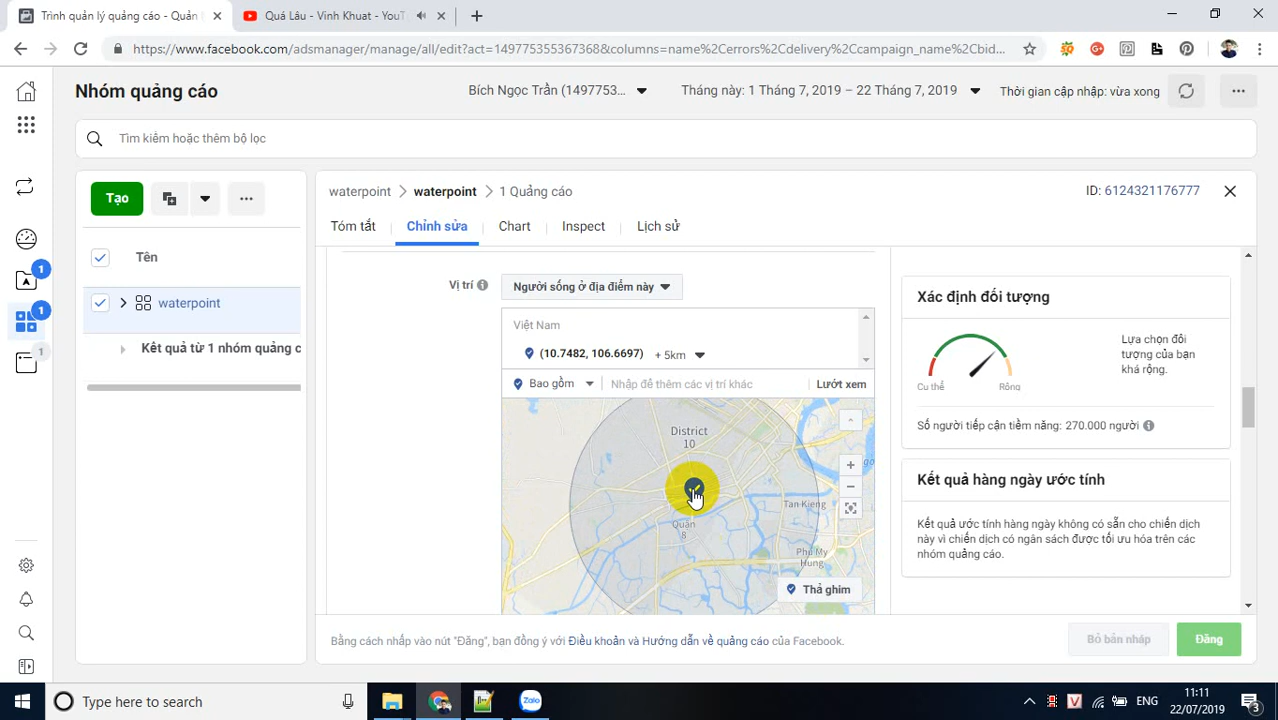 Trình quản lý quảng cáo - Quản
Quá Lâu - Vinh Khuat - YouT
https://www.facebook.com/adsmanager/manage/all/edit?act=149775355367368&columns=name%2Cerrors%2Cdelivery%2Ccampaign_name%2Cbid...
Nhóm quảng cáo
Bích Ngọc Trần (1497753...
Tháng này: 1 Tháng 7, 2019 – 22 Tháng 7, 2019
Thời gian cập nhập: vừa xong
Tìm kiếm hoặc thêm bộ lọc
Tạo
waterpoint
waterpoint
1 Quảng cáo
ID: 6124321176777
Tóm tắt
Chỉnh sửa
Chart
Inspect
Lịch sử
1
1
1
Tên
waterpoint
Kết quả từ 1 nhóm quảng c
Vị trí
Người sống ở địa điểm này
Việt Nam
(10.7482, 106.6697) + 5km
Bao gồm
Nhập để thêm các vị trí khác
Lướt xem
District
10
Tan Kieng
Quận
8
Phú My
Hung
Thả ghim
Xác định đối tượng
Cụ thể
Rộng
Lựa chọn đối
tượng của bạn
khá rộng.
Số người tiếp cận tiềm năng: 270.000 người
Kết quả hàng ngày ước tính
Kết quả ước tính hàng ngày không có sẵn cho chiến dịch
này vì chiến dịch có ngân sách được tối ưu hóa trên các
nhóm quảng cáo.
Bằng cách nhấp vào nút "Đăng", bạn đồng ý với Điều khoản và Hướng dẫn về quảng cáo của Facebook.
Bỏ bản nháp
Đăng
Type here to search
Zalo
ENG
11:11
22/07/2019
3